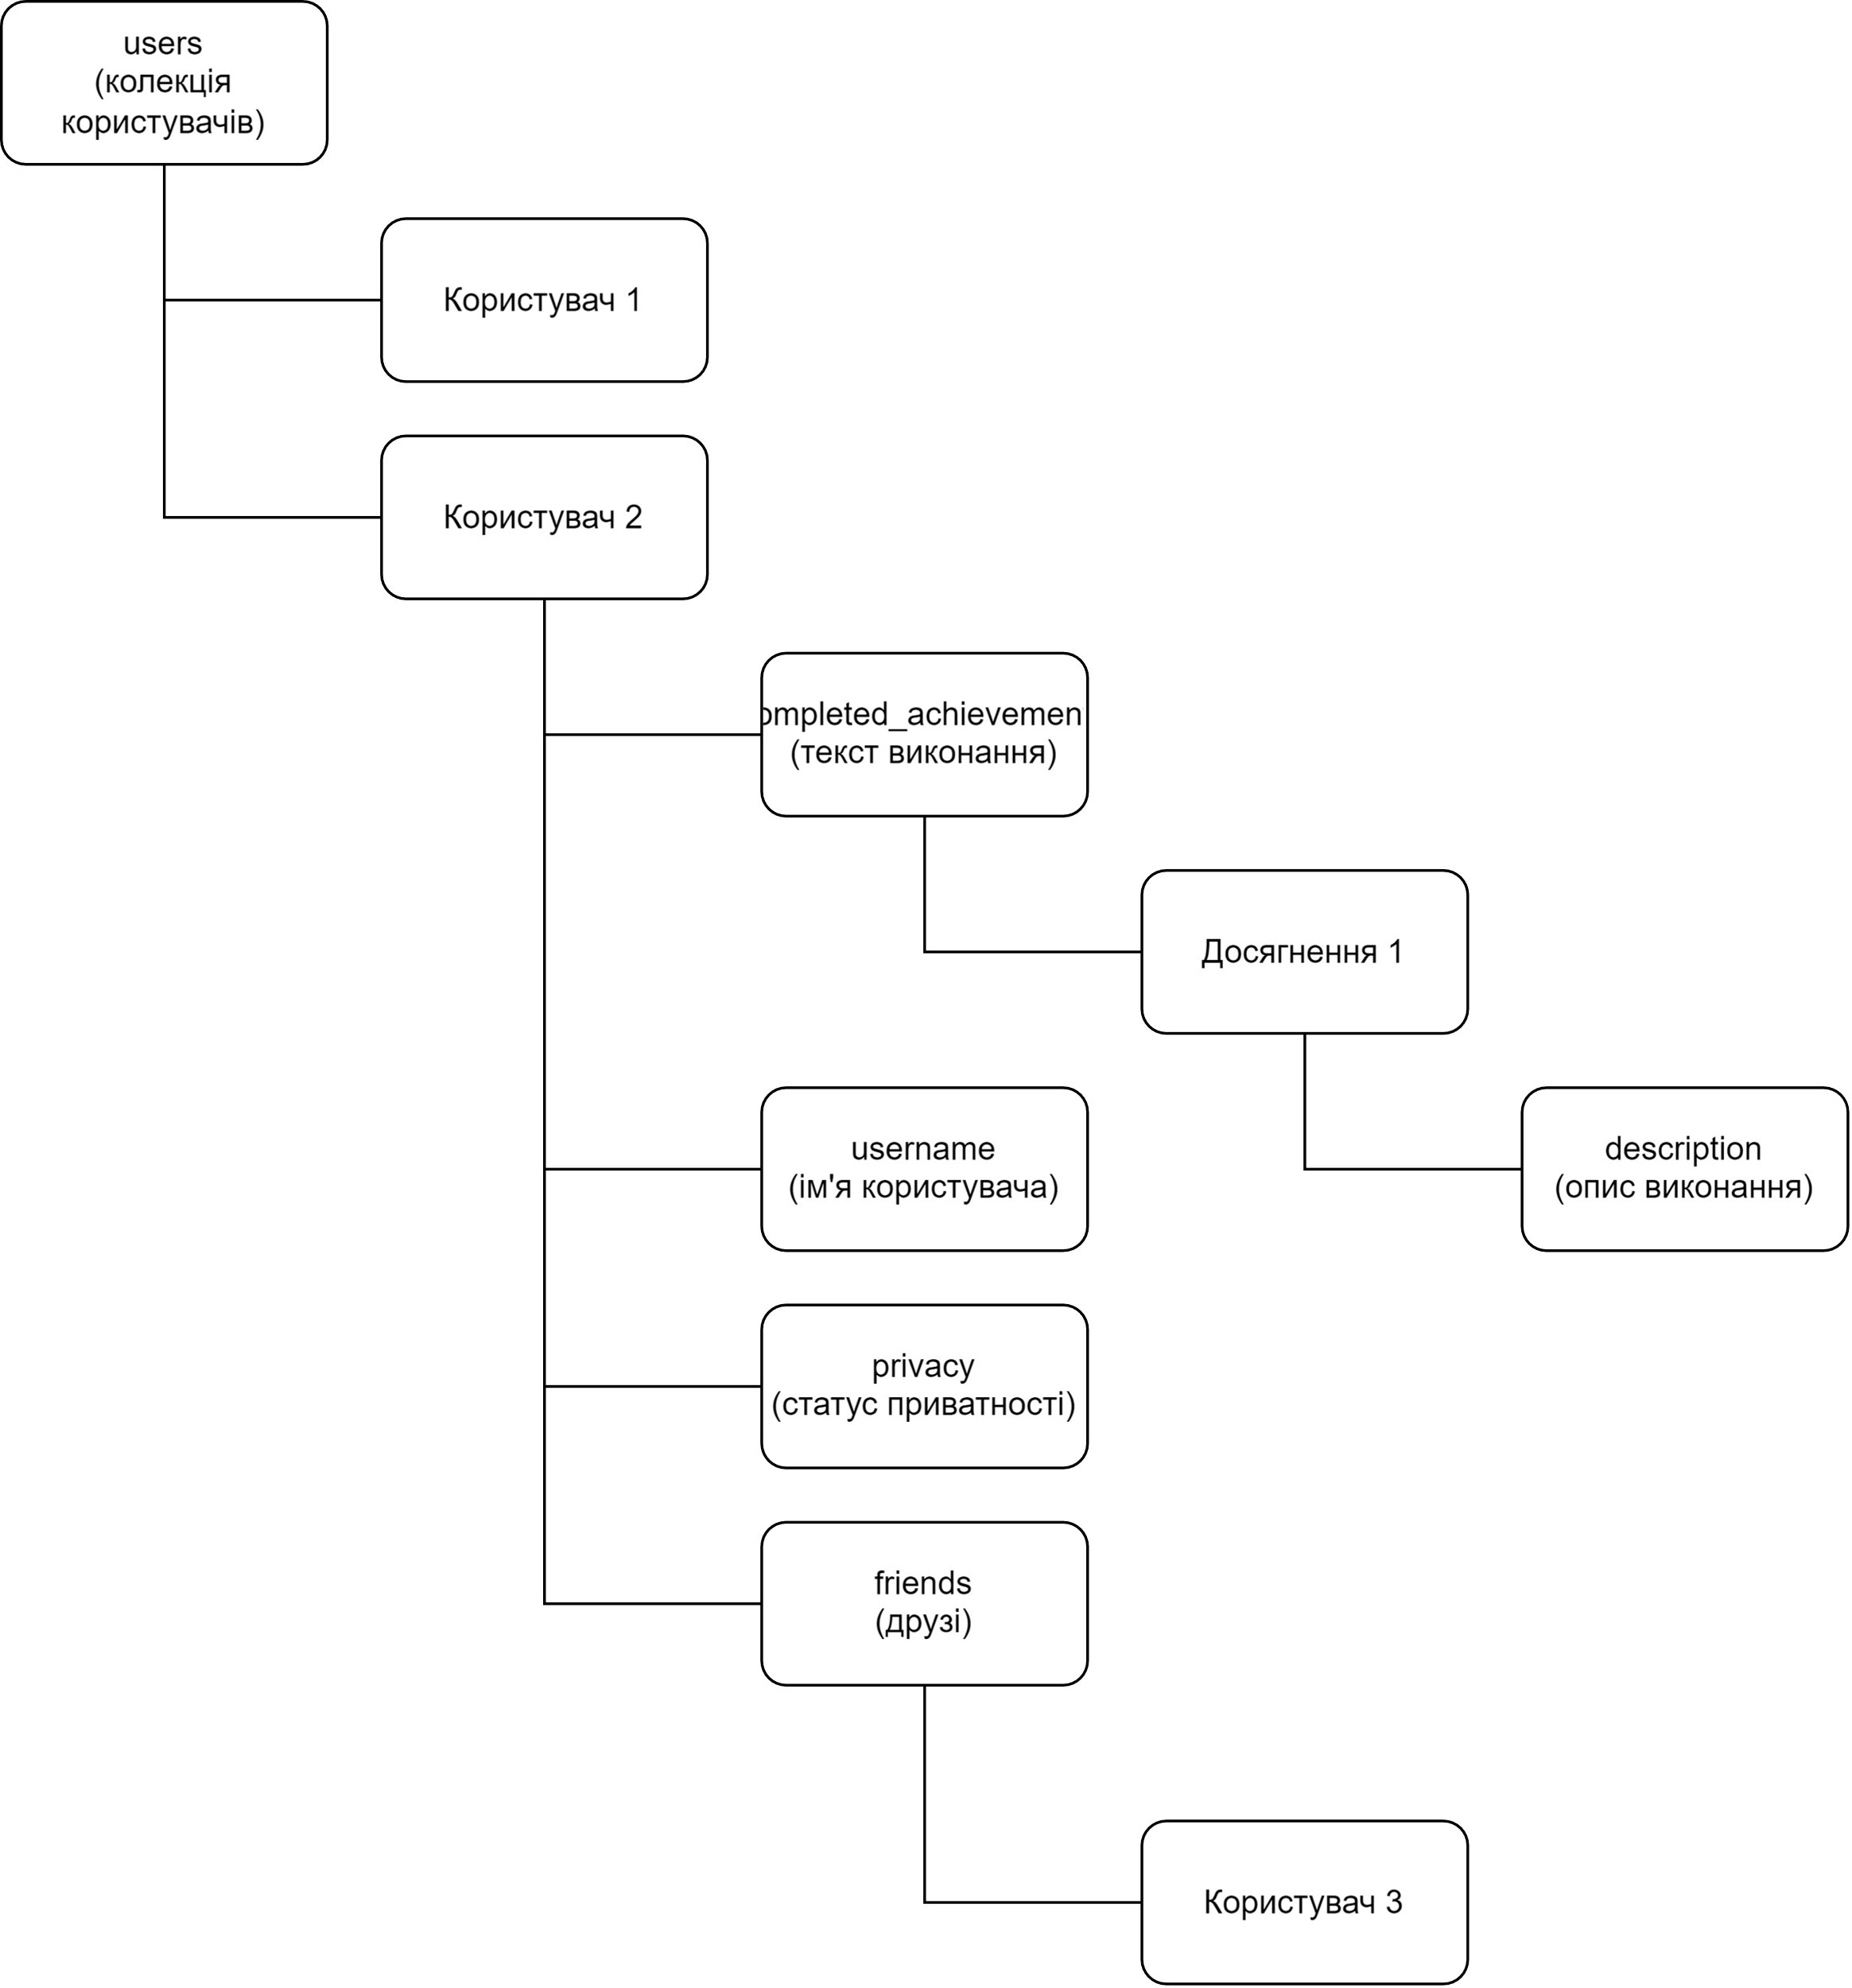 users
(колекція
користувачів)
Користувач 1
Користувач 2
ompleted_achievemen
(текст виконання)
Досягнення 1
username
(ім'я користувача)
description
(опис виконання)
privacy
(статус приватності)
friends
(друзі)
Користувач 3